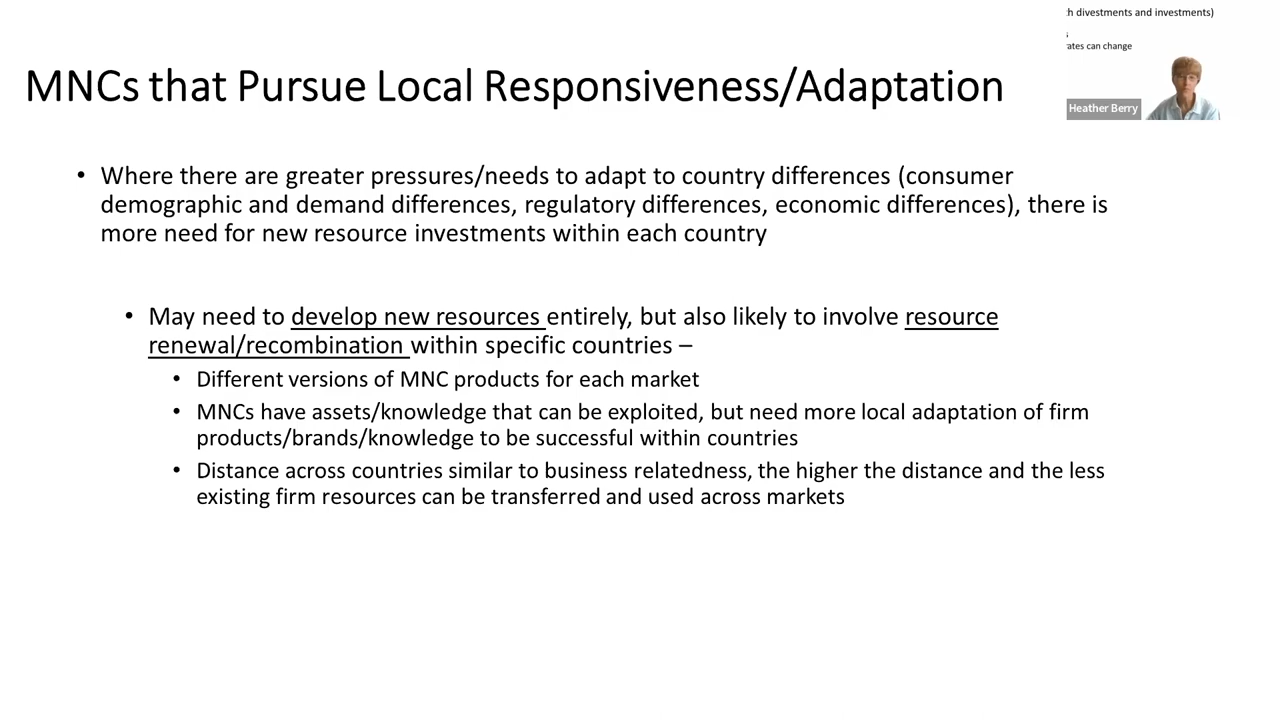 h divestments and investments)
s
rates can change
MNCs that Pursue Local Responsiveness/Adaptation
Heather Berry
• Where there are greater pressures/needs to adapt to country differences (consumer
demographic and demand differences, regulatory differences, economic differences), there is
more need for new resource investments within each country
• May need to develop new resources entirely, but also likely to involve resource
renewal/recombination within specific countries –
• Different versions of MNC products for each market
• MNCs have assets/knowledge that can be exploited, but need more local adaptation of firm
products/brands/knowledge to be successful within countries
• Distance across countries similar to business relatedness, the higher the distance and the less
existing firm resources can be transferred and used across markets